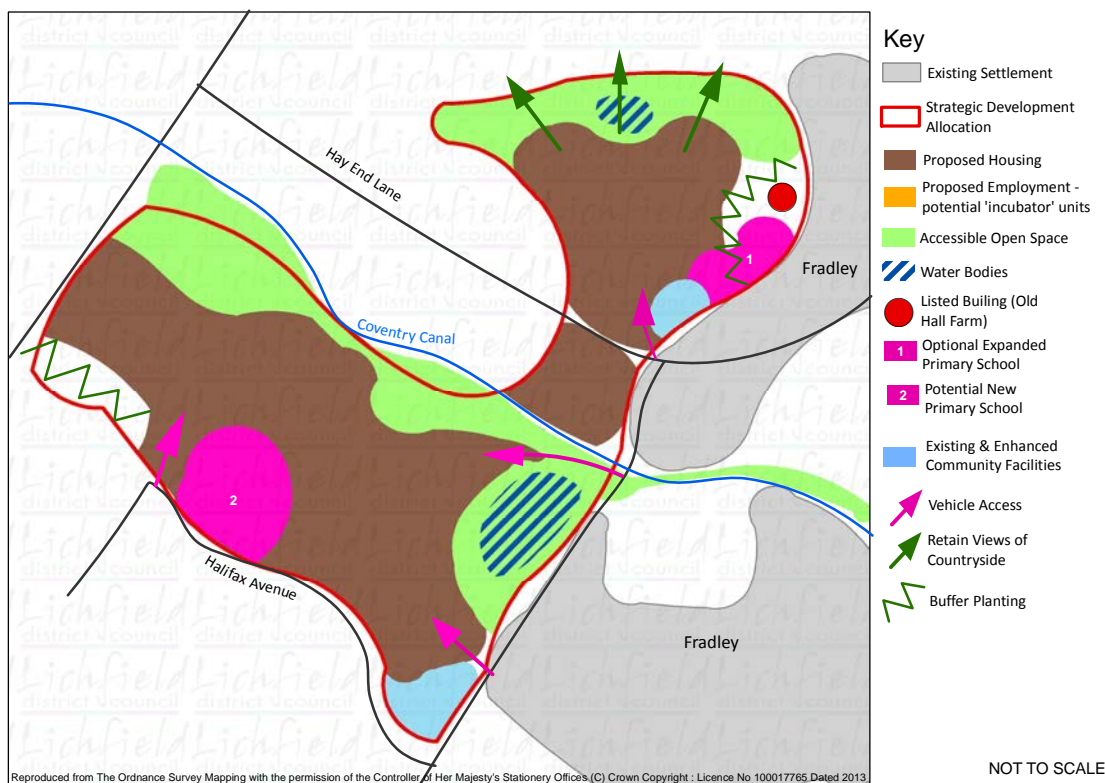 Hay End Lane
Coventry Canal
Halifax Avenue
Fradley
Fradley
1
2
Lichfield
district council
Key
Existing Settlement
Strategic Development
Allocation
Proposed Housing
Proposed Employment -
potential 'incubator' units
Accessible Open Space
Water Bodies
Listed Builing (Old
Hall Farm)
1
Optional Expanded
Primary School
2
Potential New
Primary School
Existing & Enhanced
Community Facilities
Vehicle Access
Retain Views of
Countryside
Buffer Planting
NOT TO SCALE
Reproduced from The Ordnance Survey Mapping with the permission of the Controller of Her Majesty's Stationery Offices (C) Crown Copyright : Licence No 100017765 Dated 2013